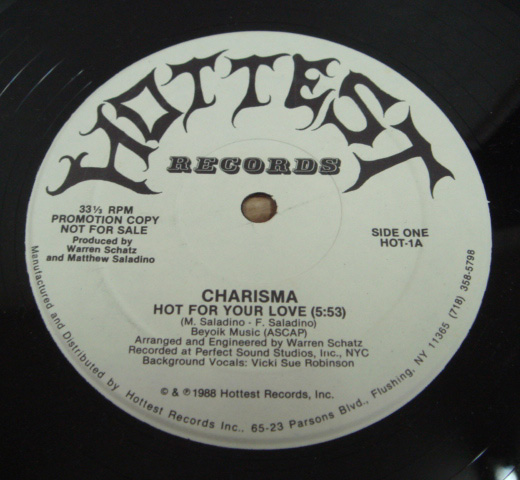 HOTTEST
RECORDS
33⅓ RPM
PROMOTION COPY
NOT FOR SALE
Produced by
Warren Schatz
and Matthew Saladino
SIDE ONE
HOT-1A
CHARISMA
HOT FOR YOUR LOVE (5:53)
(M. Saladino - F. Saladino)
Beyoik Music (ASCAP)
Arranged and Engineered by Warren Schatz
Recorded at Perfect Sound Studios, Inc., NYC
Background Vocals: Vicki Sue Robinson
© & ℗ 1988 Hottest Records, Inc.
Manufactured and Distributed by Hottest Records Inc., 65-23 Parsons Blvd., Flushing, NY 11365 (718) 358-5798